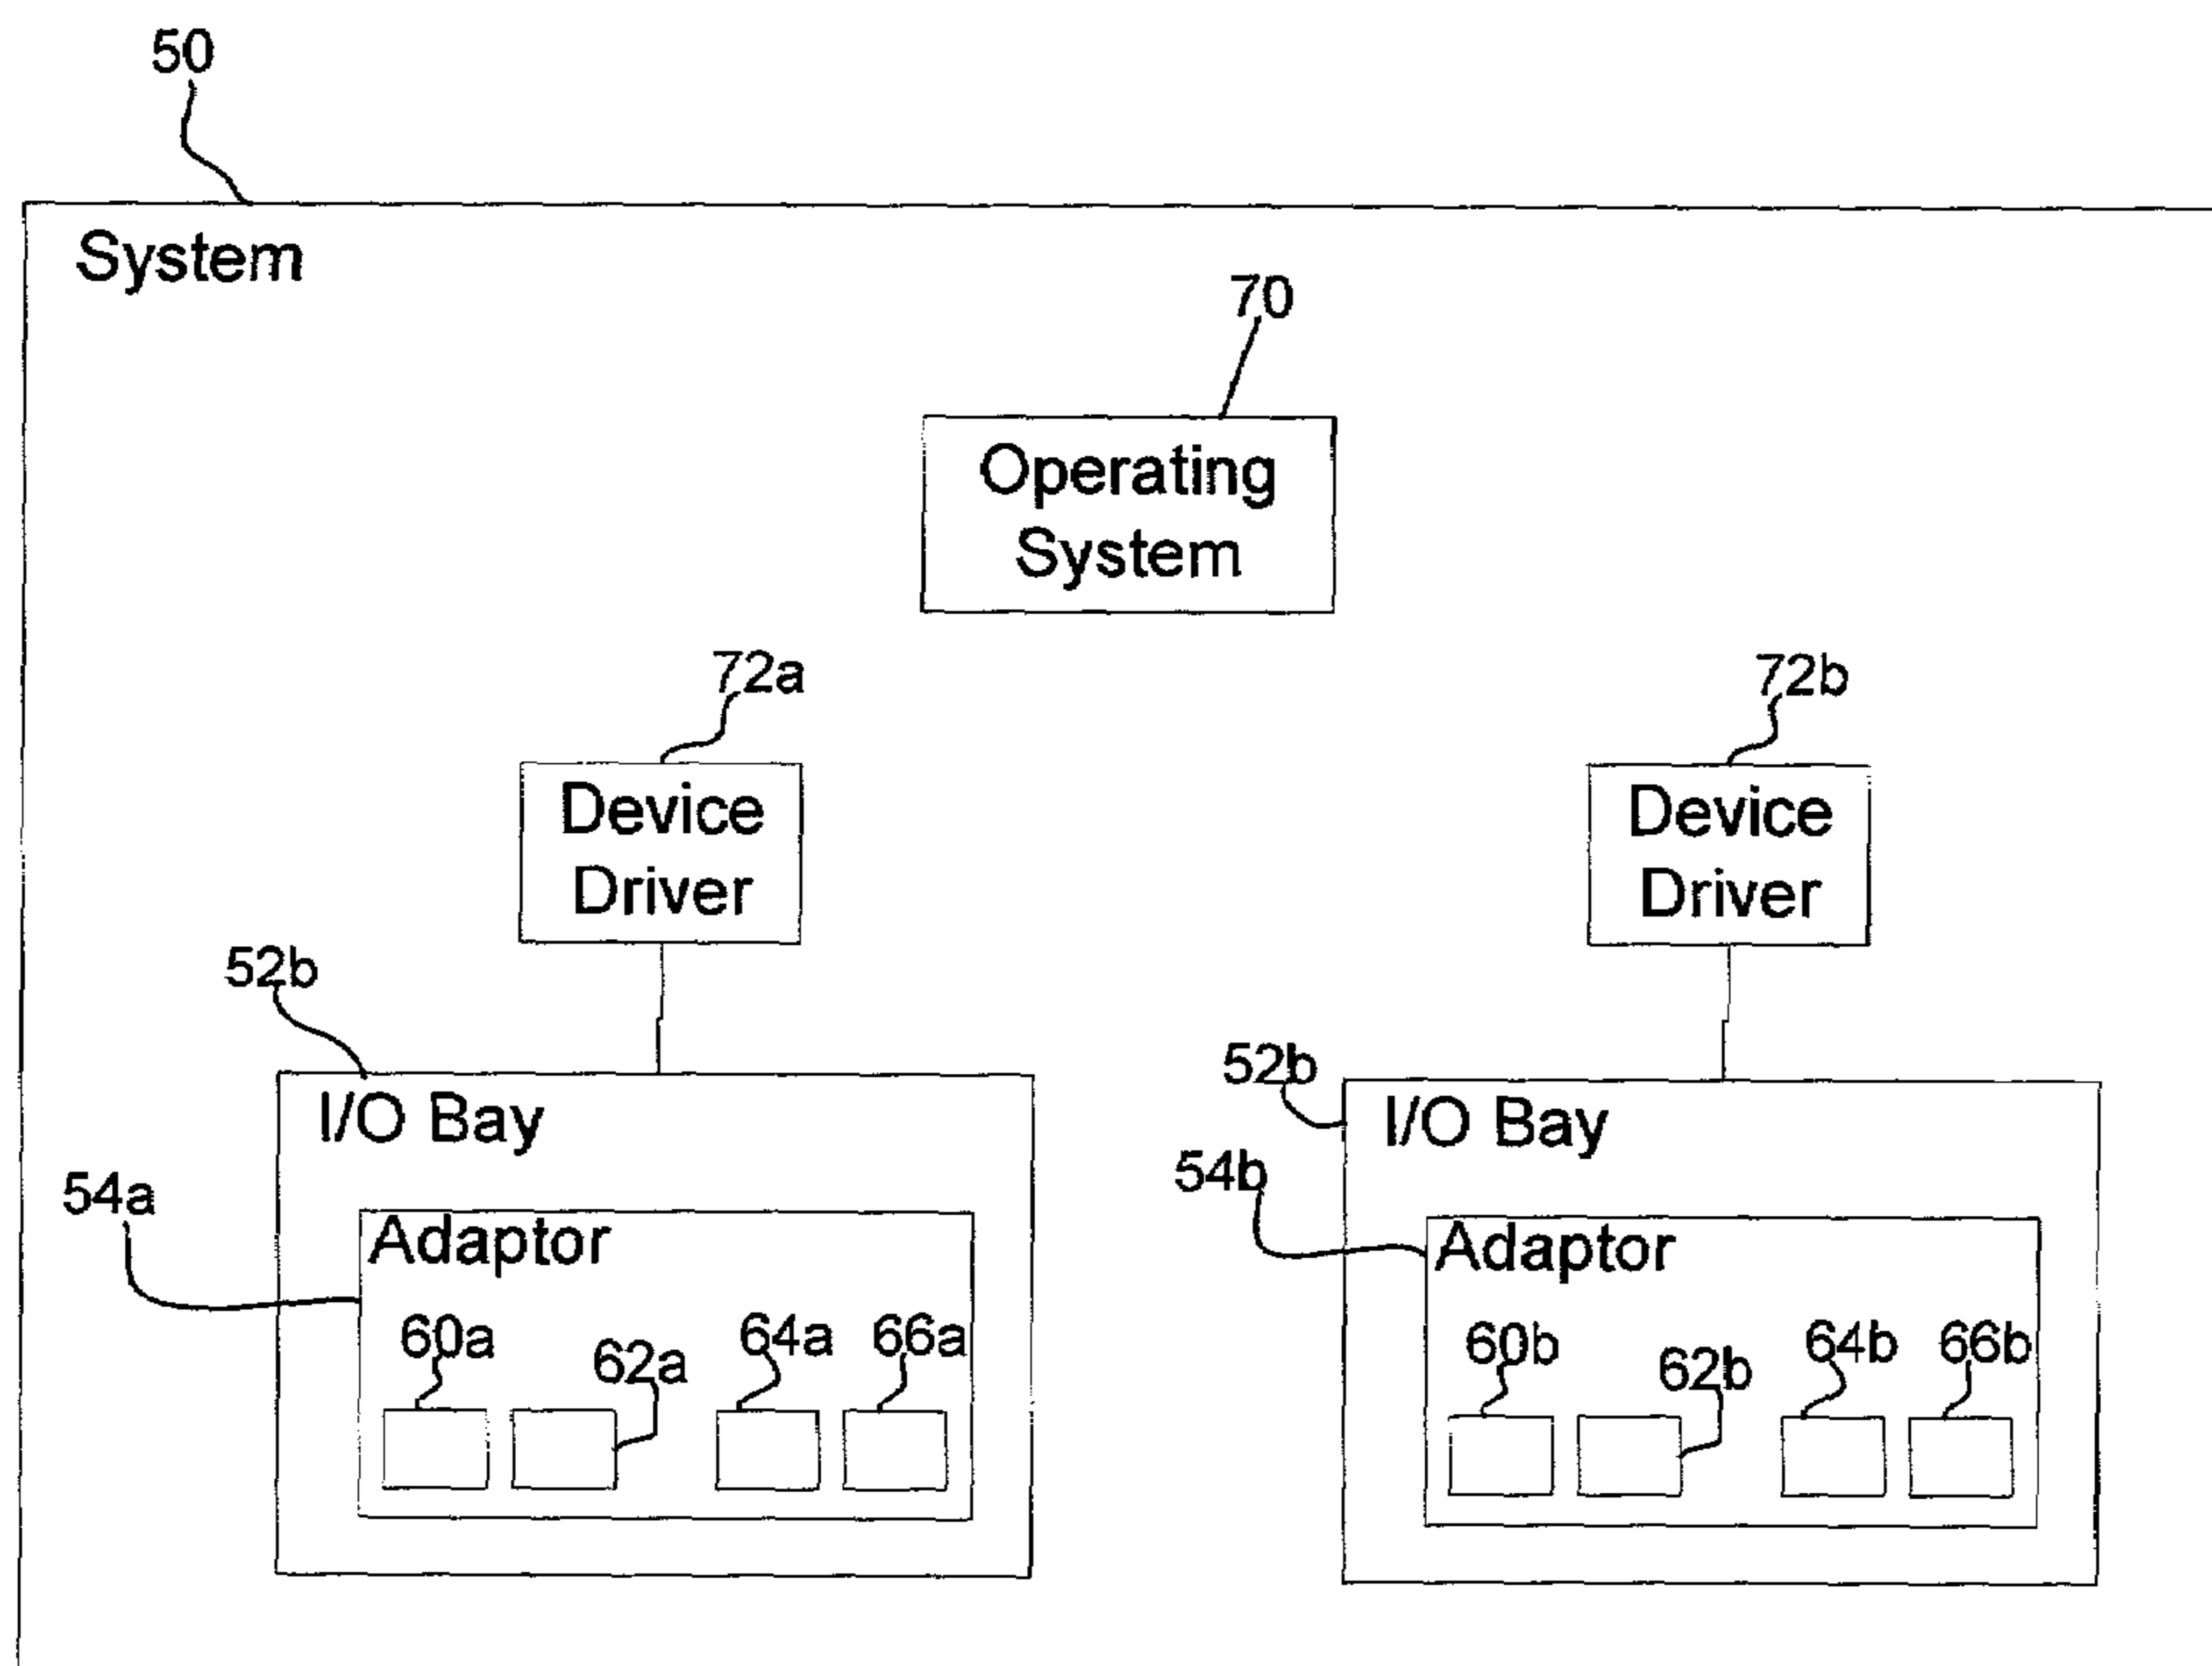 50
System
70
Operating
System
72a
72b
Device
Driver
Device
Driver
52b
I/O Bay
52b
I/O Bay
54a
54b
Adaptor
Adaptor
60a
62a
64a
66a
60b
62b
64b
66b